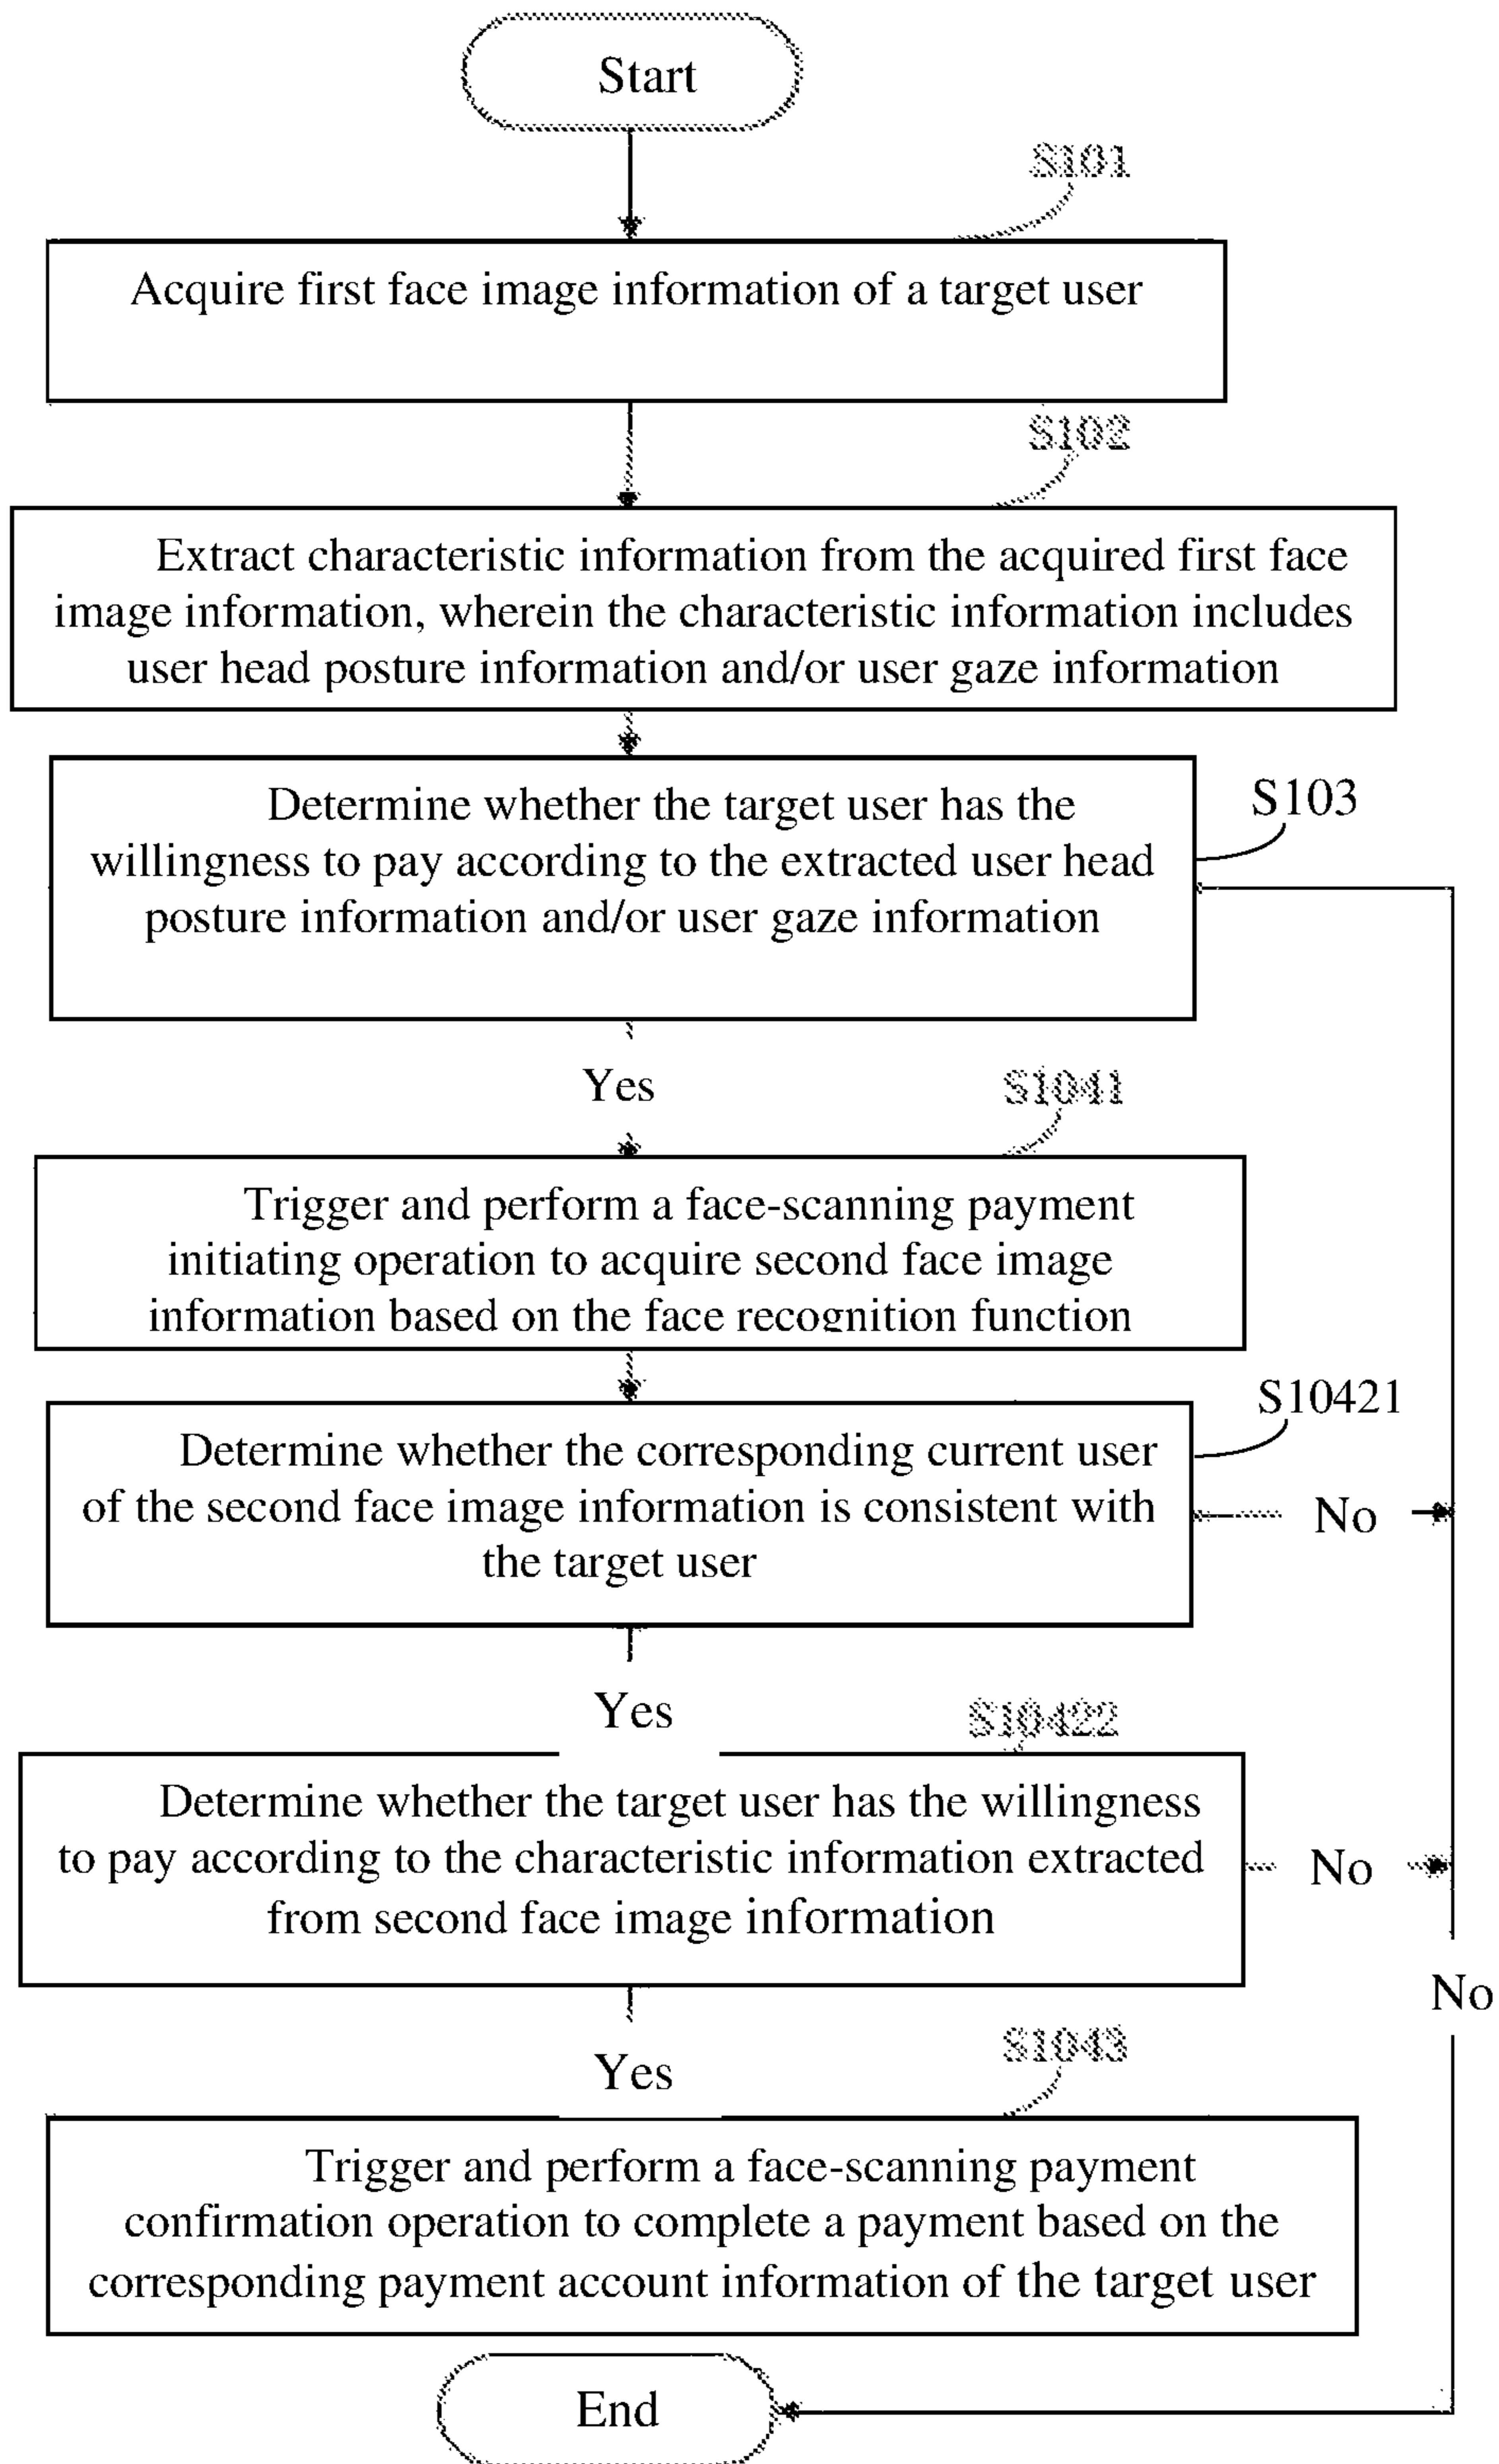 Start
S101
Acquire first face image information of a target user
S102
Extract characteristic information from the acquired first face
image information, wherein the characteristic information includes
user head posture information and/or user gaze information
S103
Determine whether the target user has the
willingness to pay according to the extracted user head
posture information and/or user gaze information
Yes
S1041
Trigger and perform a face-scanning payment
initiating operation to acquire second face image
information based on the face recognition function
S10421
Determine whether the corresponding current user
of the second face image information is consistent with
the target user
No
Yes
S10422
Determine whether the target user has the willingness
to pay according to the characteristic information extracted
from second face image information
No
No
Yes
S1043
Trigger and perform a face-scanning payment
confirmation operation to complete a payment based on the
corresponding payment account information of the target user
End